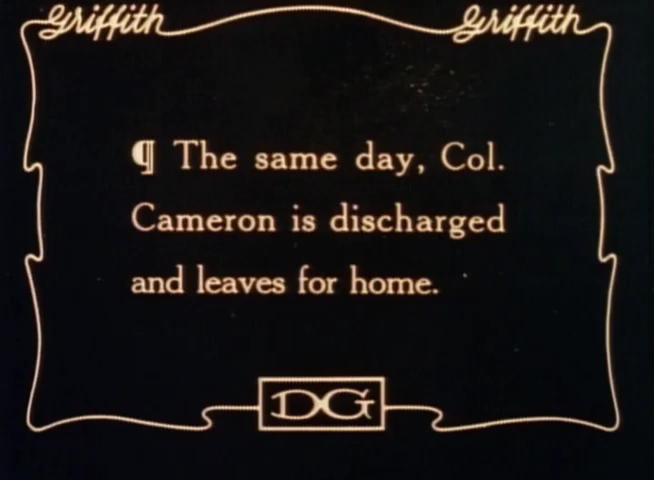 Griffith Griffith
¶ The same day, Col.
Cameron is discharged
and leaves for home.
DG